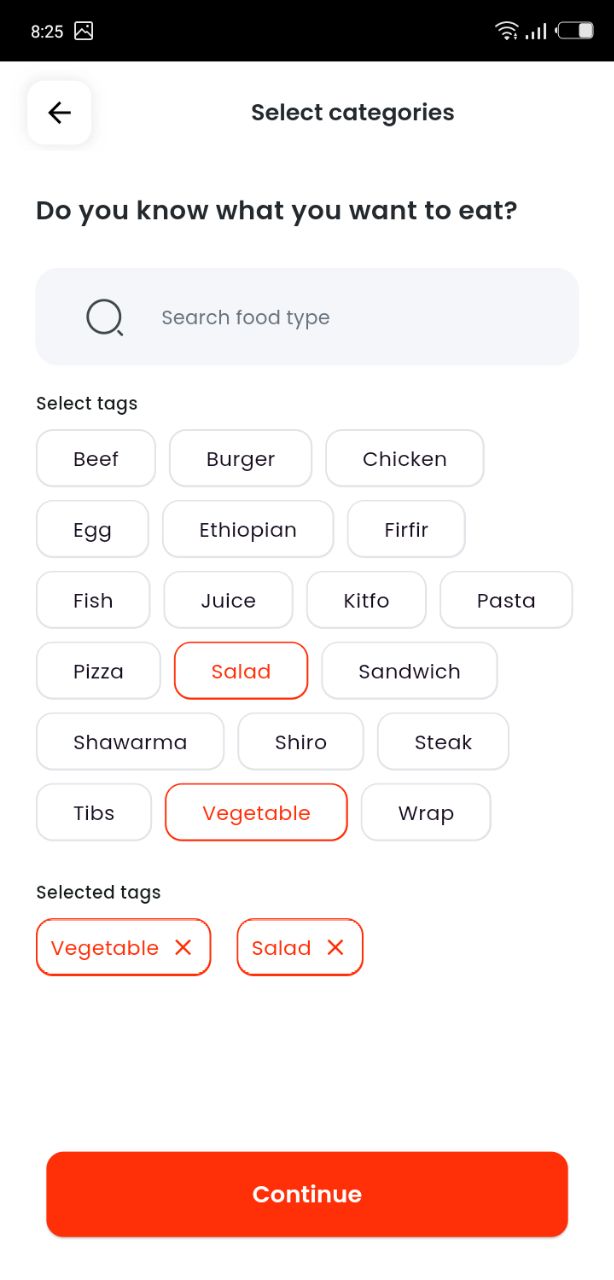 8:25
Select categories
Do you know what you want to eat?
Search food type
Select tags
Beef Burger Chicken
Egg Ethiopian Firfir
Fish Juice Kitfo Pasta
Pizza Salad Sandwich
Shawarma Shiro Steak
Tibs Vegetable Wrap
Selected tags
Vegetable Salad
Continue